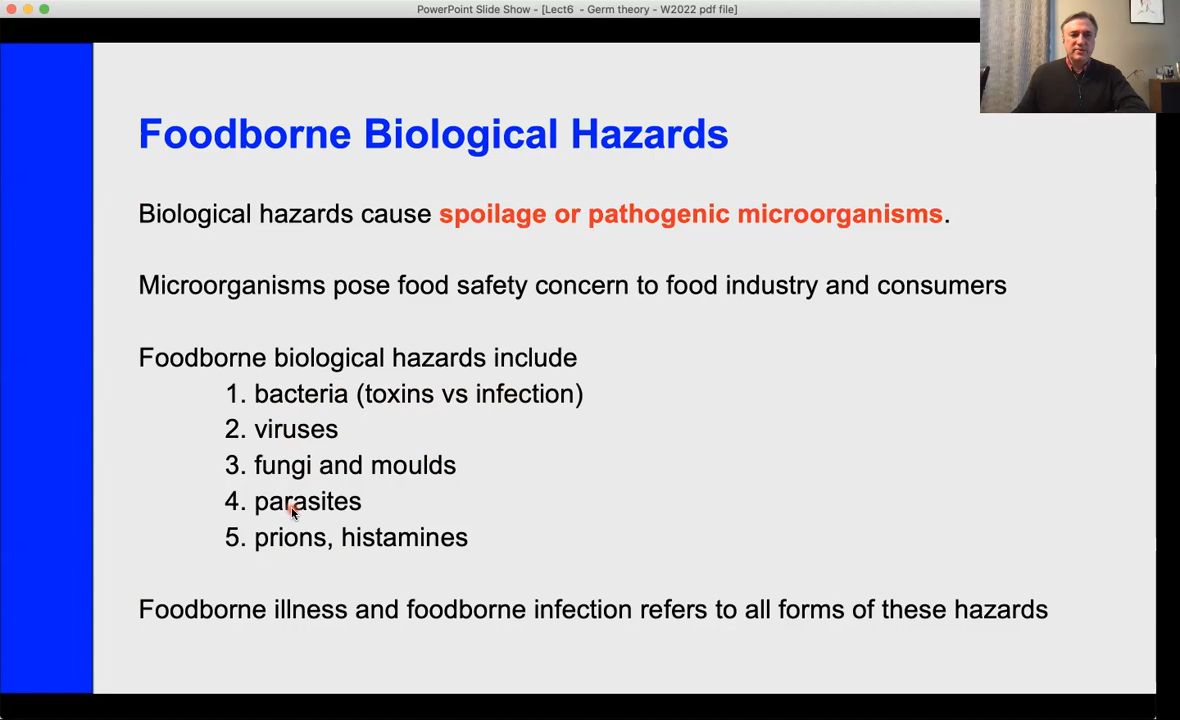 PowerPoint Slide Show - [Lect6 - Germ theory - W2022 pdf file]
Foodborne Biological Hazards
Biological hazards cause spoilage or pathogenic microorganisms.
Microorganisms pose food safety concern to food industry and consumers
Foodborne biological hazards include
1. bacteria (toxins vs infection)
2. viruses
3. fungi and moulds
4. parasites
5. prions, histamines
Foodborne illness and foodborne infection refers to all forms of these hazards